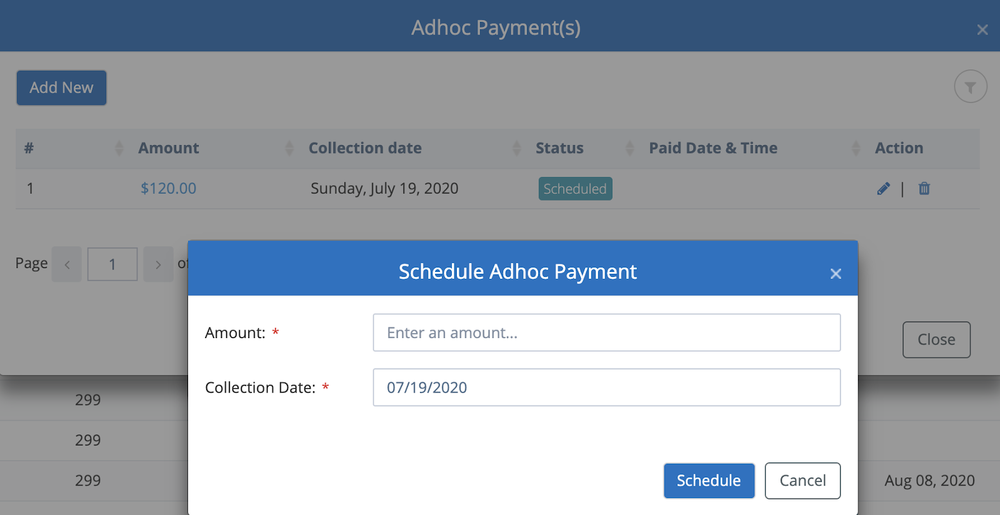 Adhoc Payment(s)
Add New
# Amount Collection date Status Paid Date & Time Action
1 $120.00 Sunday, July 19, 2020 Scheduled |
Page 1
Schedule Adhoc Payment
Amount: * Enter an amount...
Close
Collection Date: * 07/19/2020
299
299
299 Aug 08, 2020
Schedule Cancel